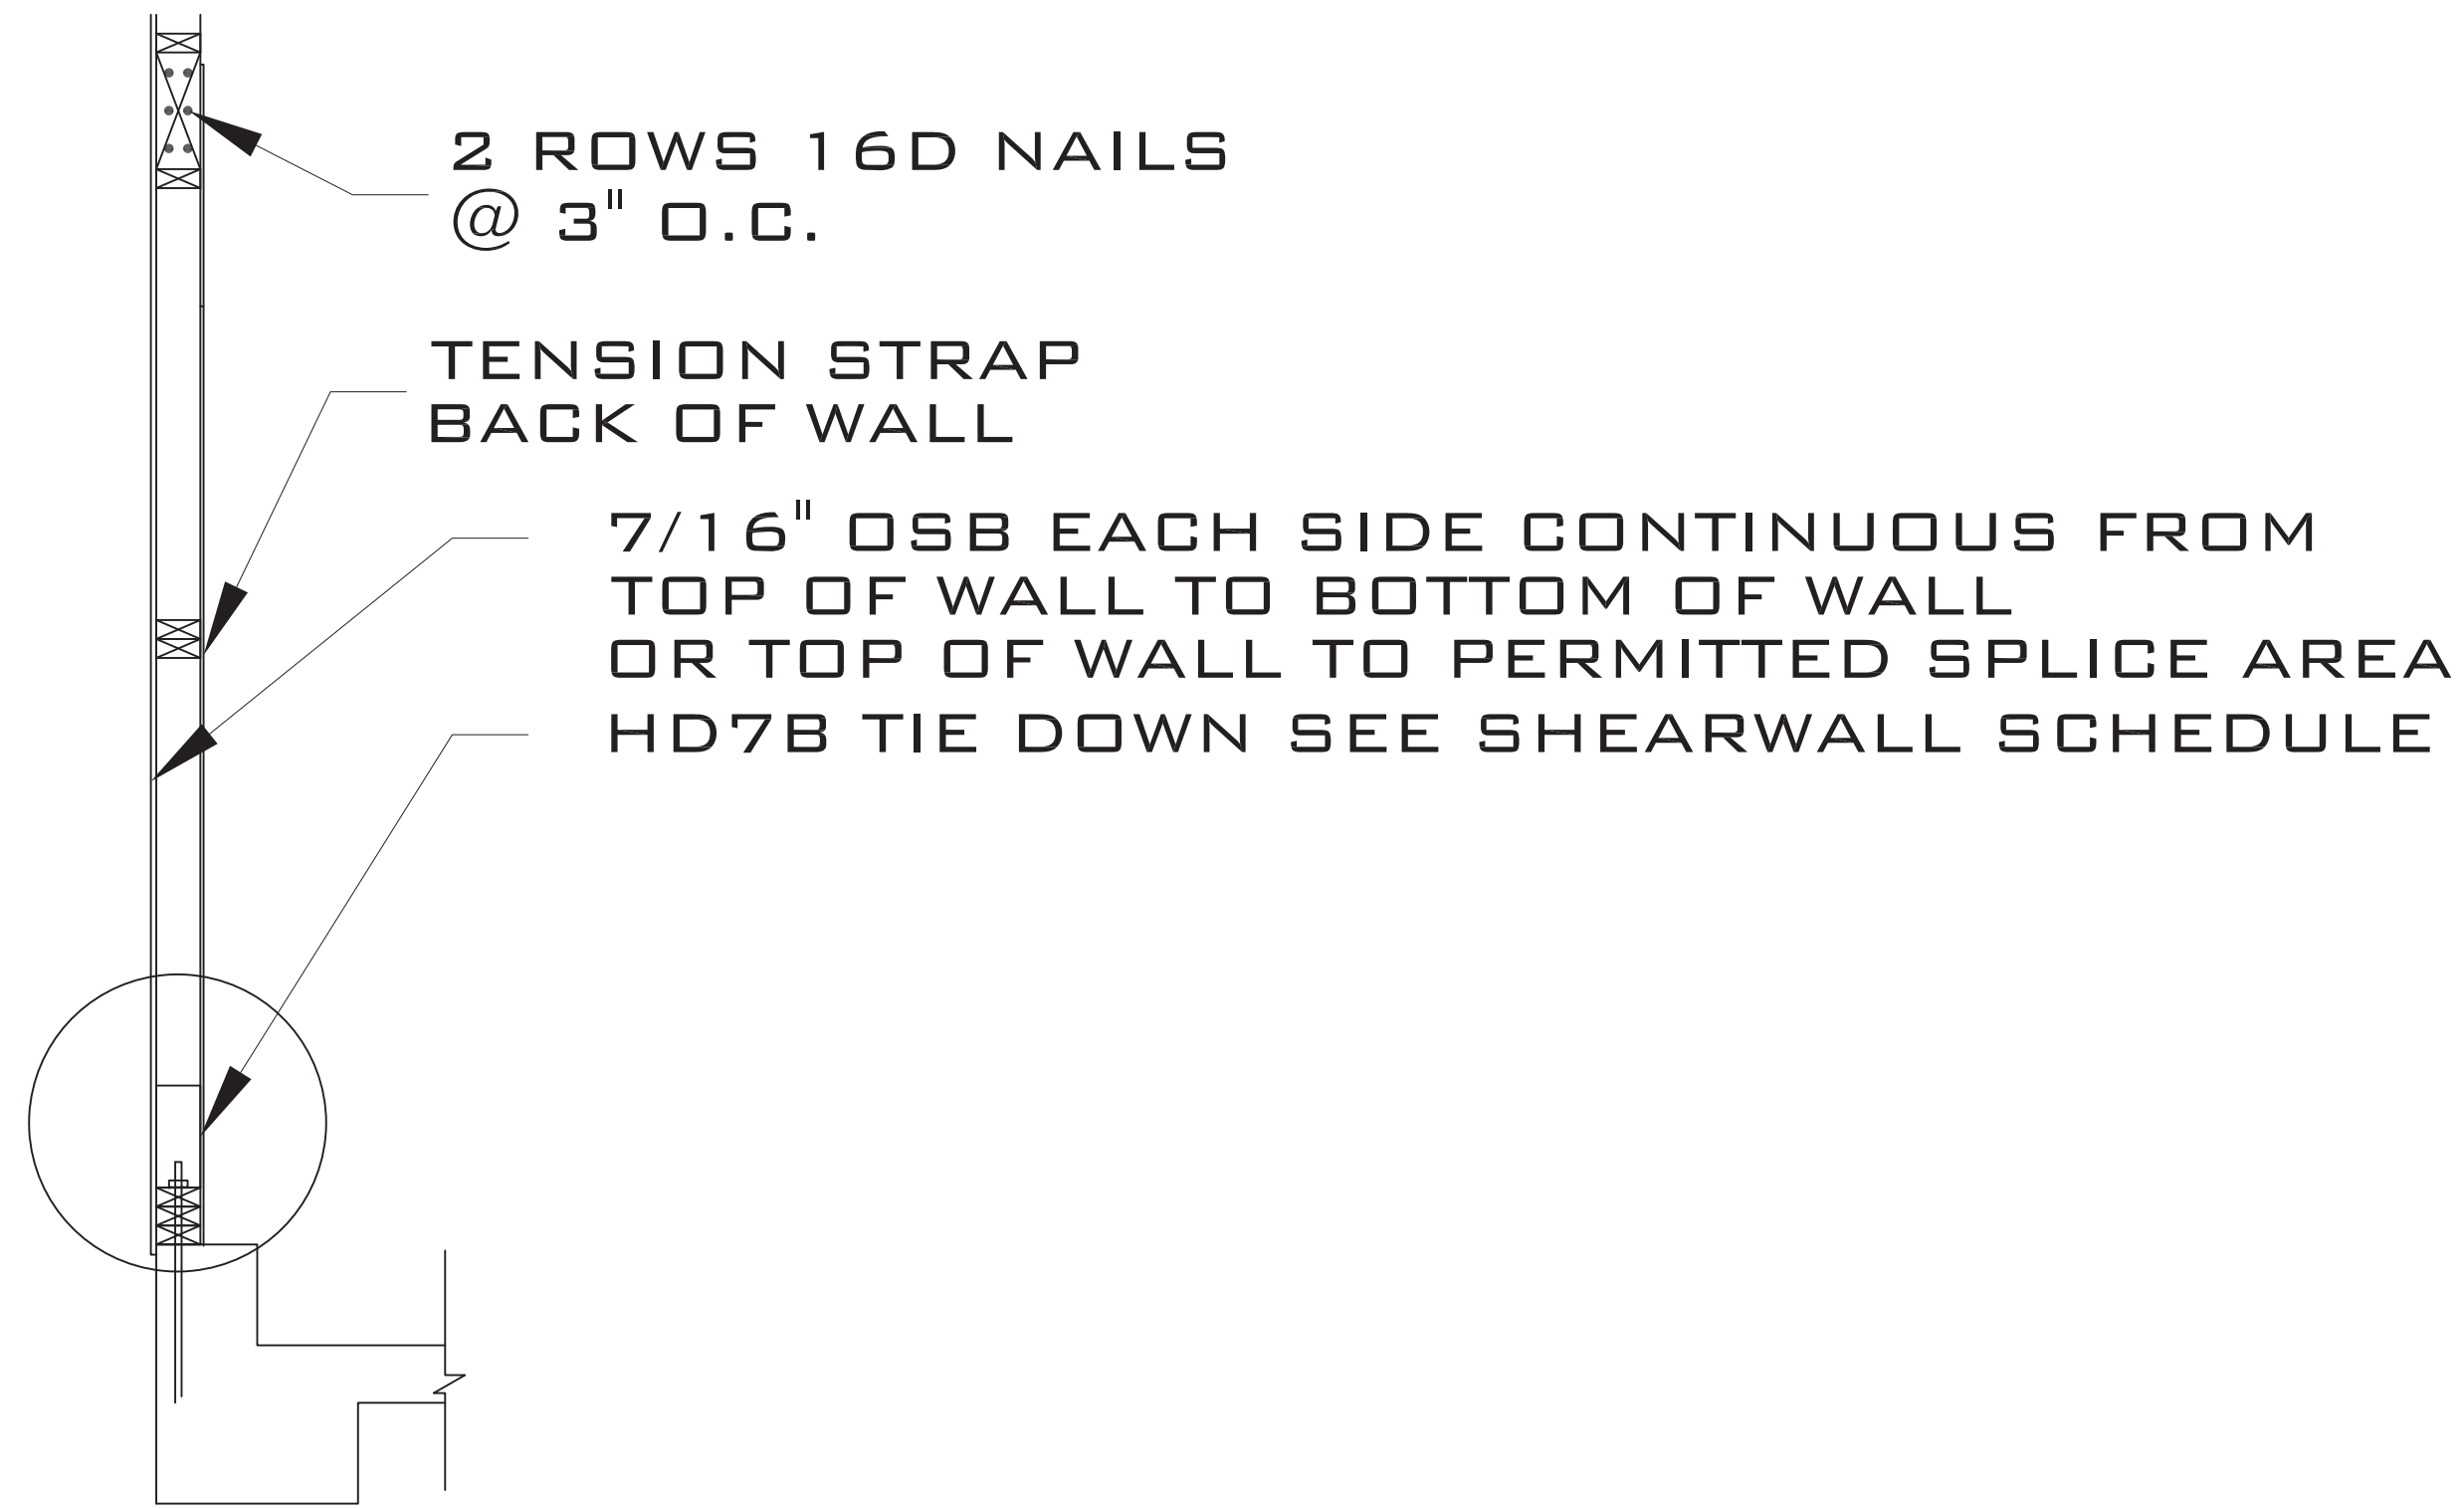 2 ROWS 16D NAILS
@ 3" O.C.
TENSION STRAP
BACK OF WALL
7/16" OSB EACH SIDE CONTINUOUS FROM
TOP OF WALL TO BOTTOM OF WALL
OR TOP OF WALL TO PERMITTED SPLICE AREA
HD7B TIE DOWN SEE SHEARWALL SCHEDULE